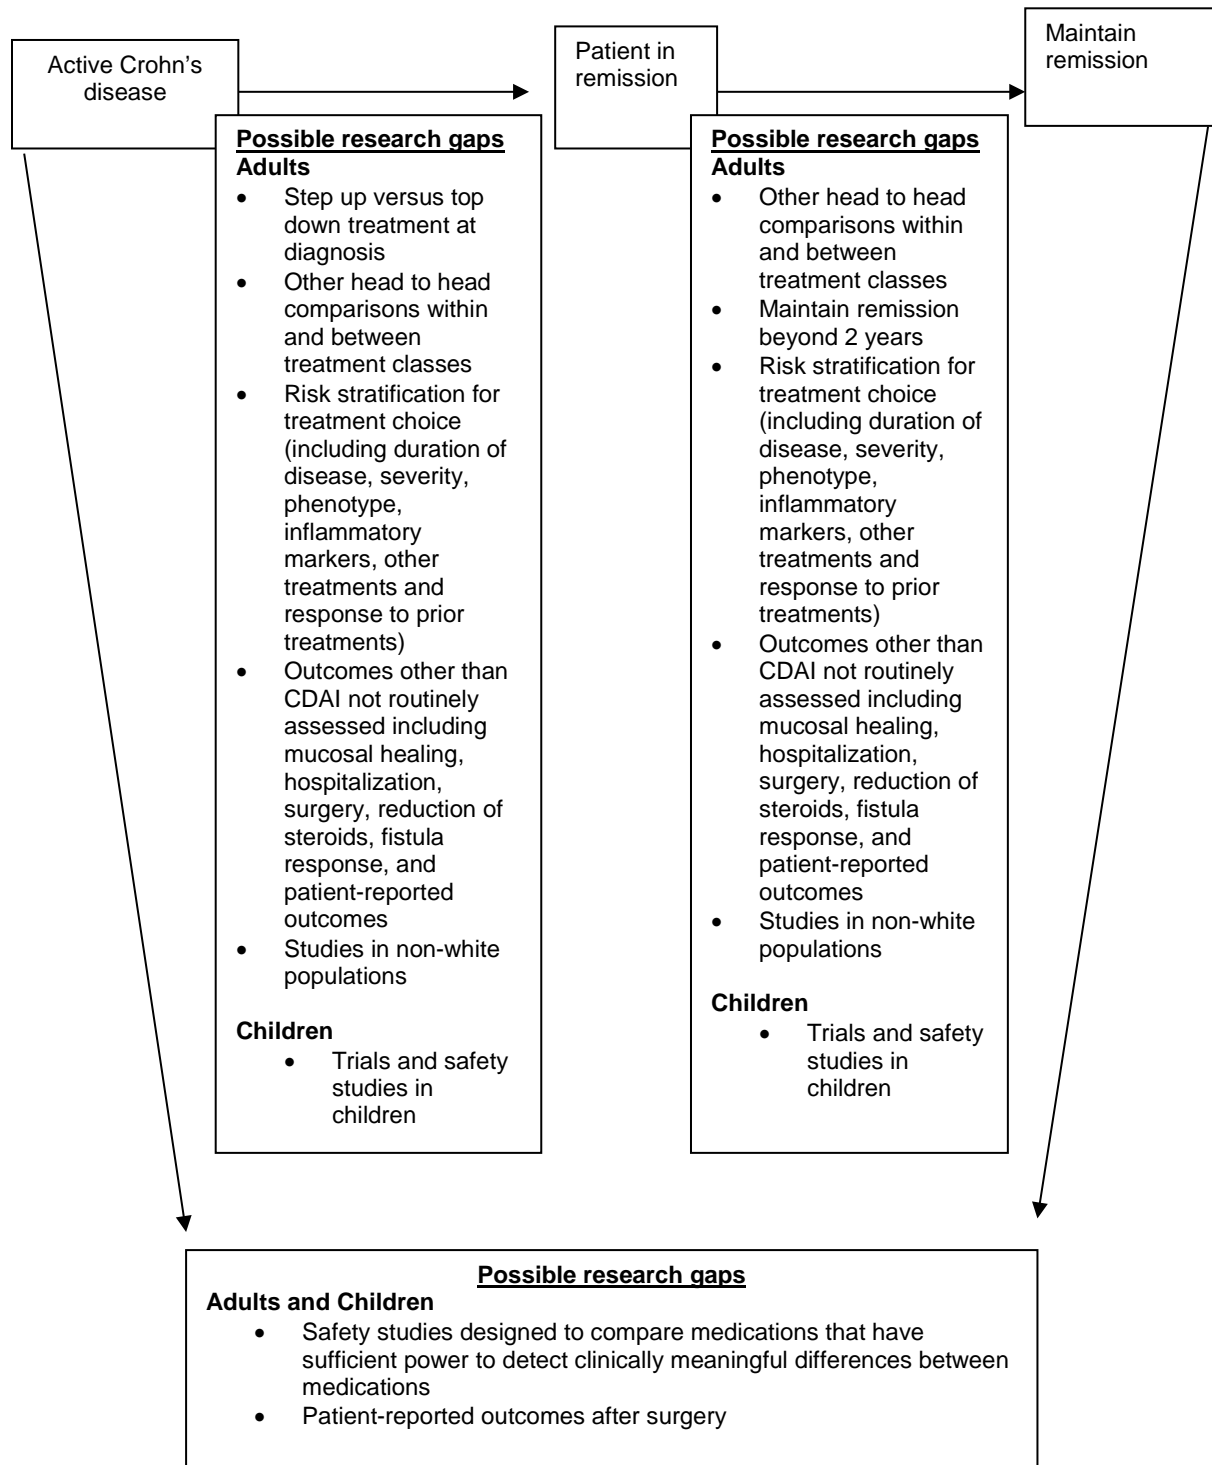 Active Crohn's
disease
Patient in
remission
Maintain
remission
Possible research gaps
Adults
• Step up versus top
down treatment at
diagnosis
• Other head to head
comparisons within
and between
treatment classes
• Risk stratification for
treatment choice
(including duration of
disease, severity,
phenotype,
inflammatory
markers, other
treatments and
response to prior
treatments)
• Outcomes other than
CDAI not routinely
assessed including
mucosal healing,
hospitalization,
surgery, reduction of
steroids, fistula
response, and
patient-reported
outcomes
• Studies in non-white
populations
Children
• Trials and safety
studies in
children
Possible research gaps
Adults
• Other head to head
comparisons within
and between
treatment classes
• Maintain remission
beyond 2 years
• Risk stratification for
treatment choice
(including duration of
disease, severity,
phenotype,
inflammatory
markers, other
treatments and
response to prior
treatments)
• Outcomes other than
CDAI not routinely
assessed including
mucosal healing,
hospitalization,
surgery, reduction of
steroids, fistula
response, and
patient-reported
outcomes
• Studies in non-white
populations
Children
• Trials and safety
studies in
children
Possible research gaps
Adults and Children
• Safety studies designed to compare medications that have
sufficient power to detect clinically meaningful differences between
medications
• Patient-reported outcomes after surgery